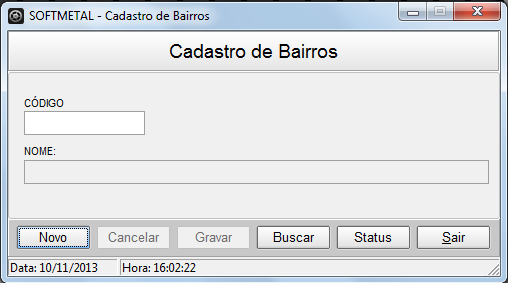 SOFTMETAL - Cadastro de Bairros
Cadastro de Bairros
CÓDIGO
NOME:
Novo Cancelar Gravar Buscar Status Sair
Data: 10/11/2013 Hora: 16:02:22